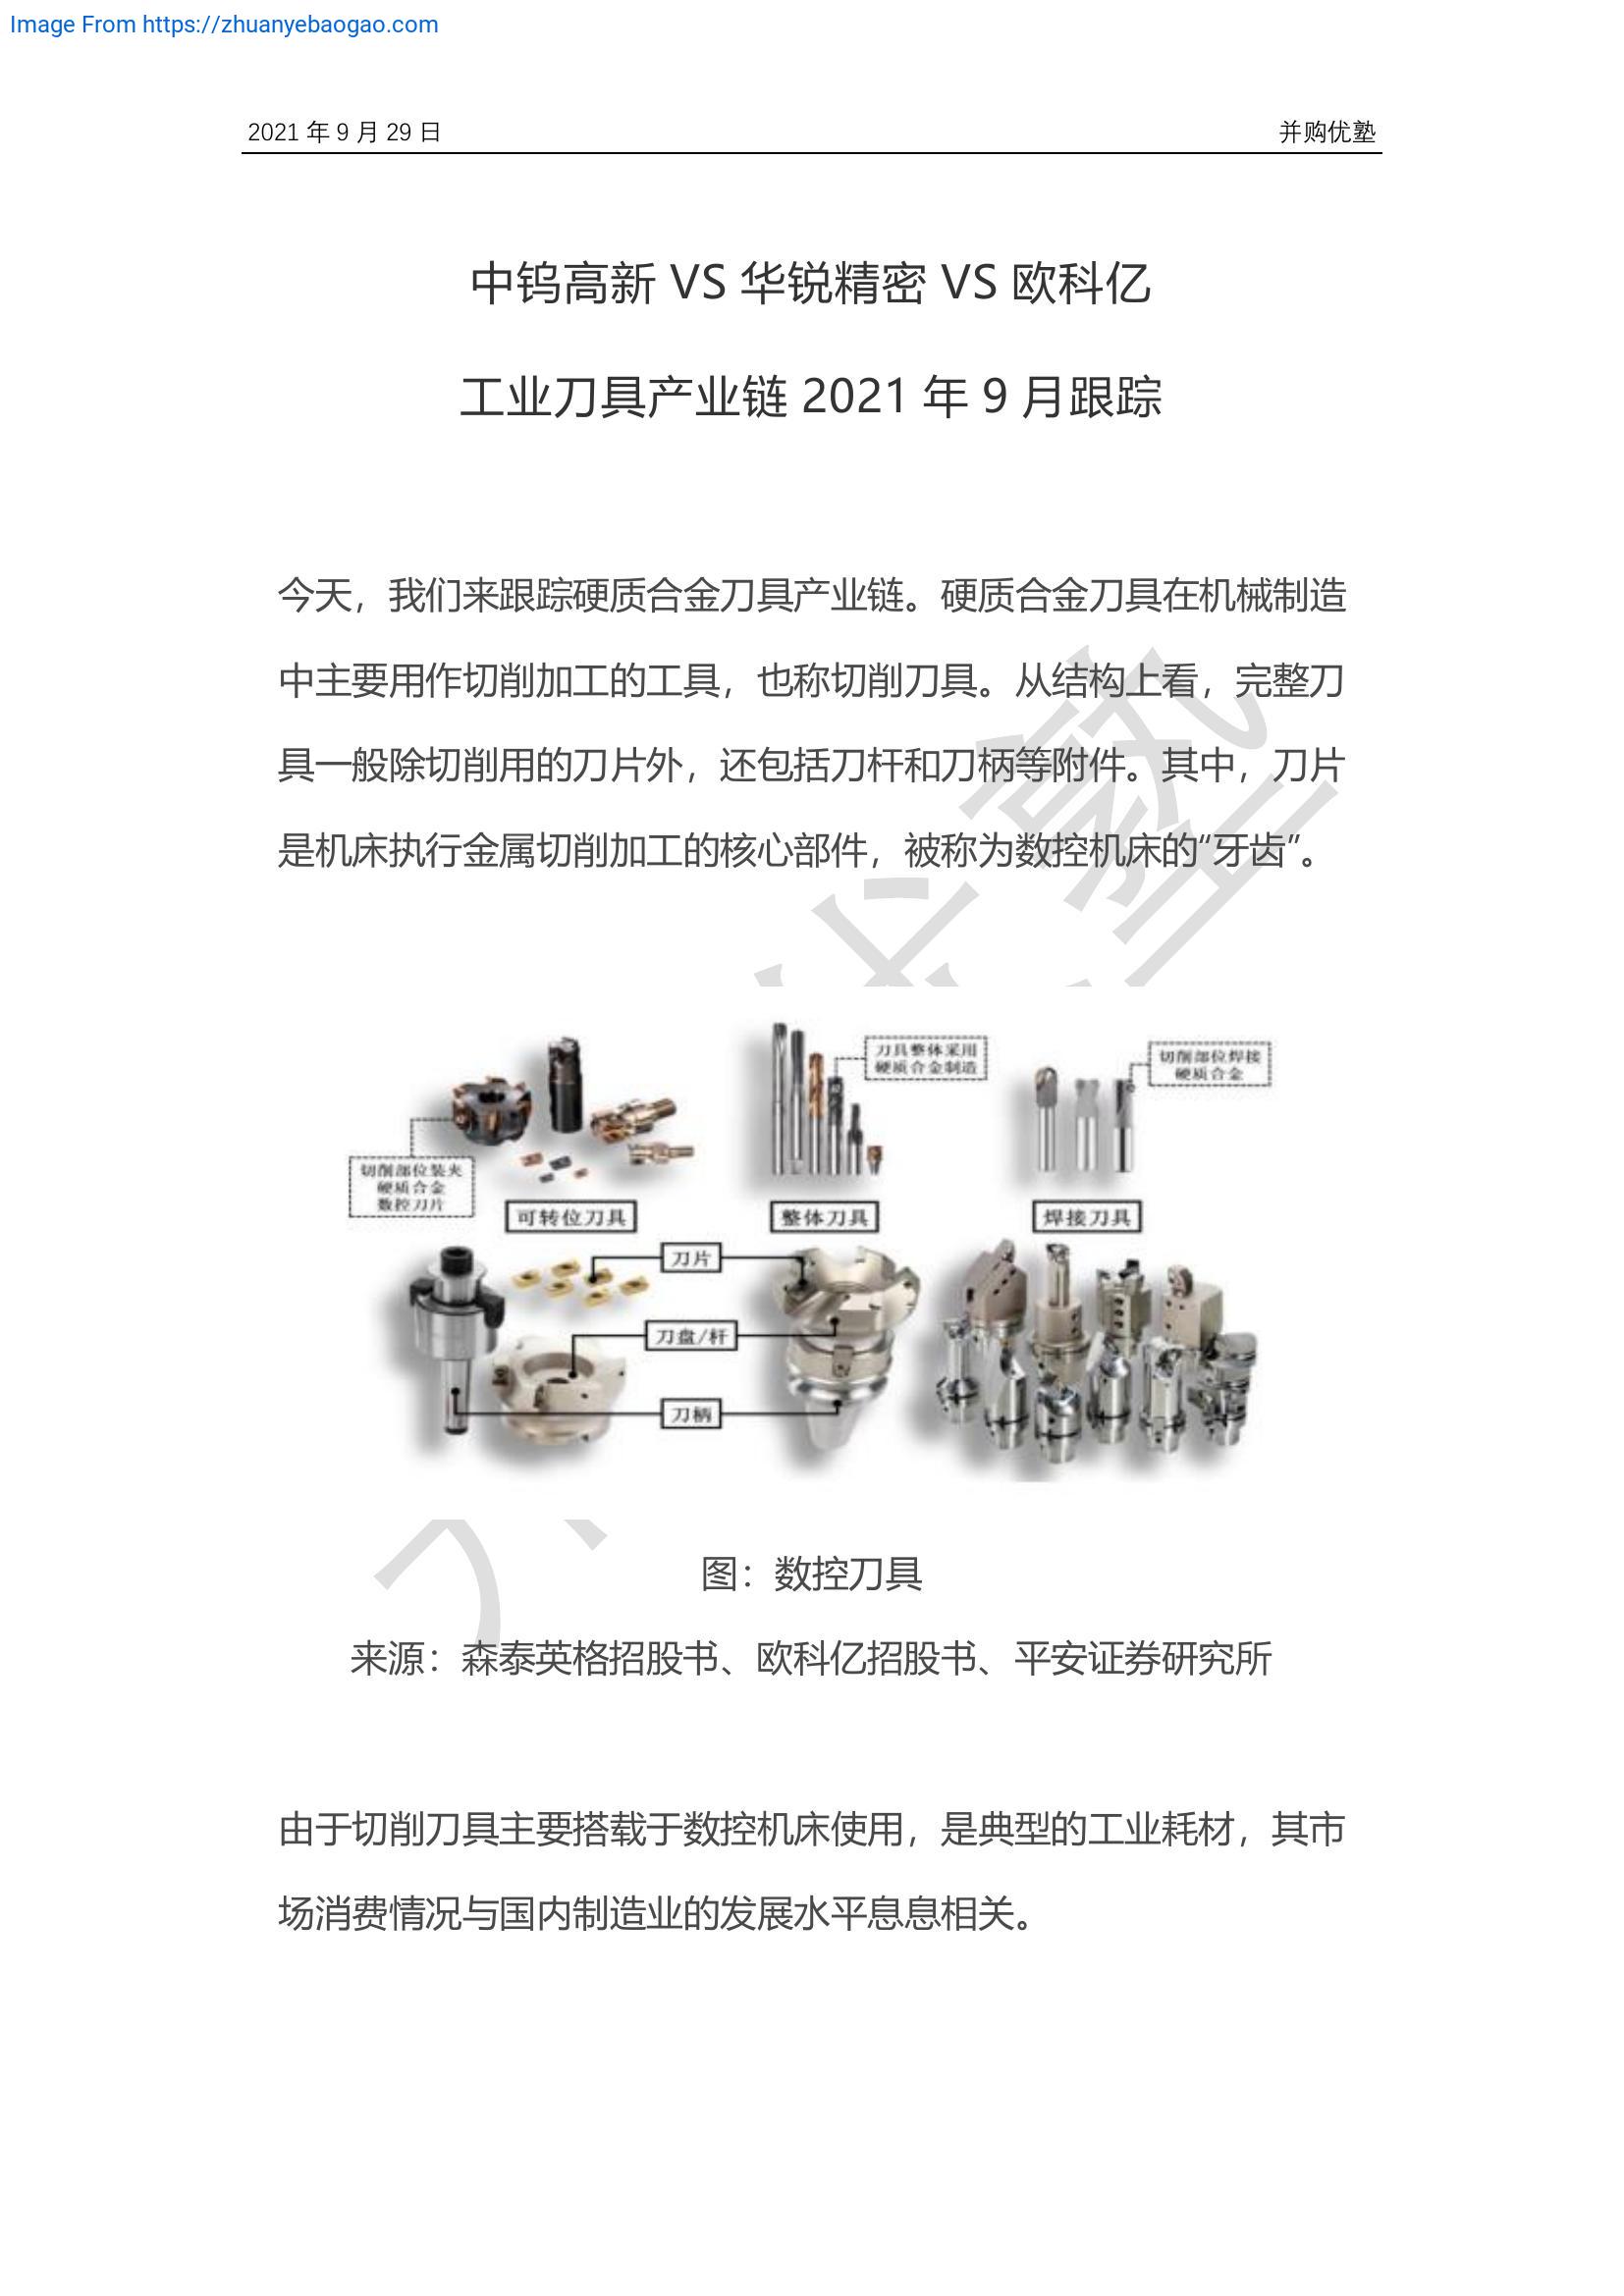 Image From https://zhuanyebaogao.com
2021 年 9 月 29 日
并购优塾
中钨高新 VS 华锐精密 VS 欧科亿
工业刀具产业链 2021 年 9 月跟踪
今天，我们来跟踪硬质合金刀具产业链。硬质合金刀具在机械制造
中主要用作切削加工的工具，也称切削刀具。从结构上看，完整刀
具一般除切削用的刀片外，还包括刀杆和刀柄等附件。其中，刀片
是机床执行金属切削加工的核心部件，被称为数控机床的“牙齿”。
刀具整体采用
硬质合金制造
切削部位焊接
硬质合金
切削部位装夹
硬质合金
数控刀片
可转位刀具
整体刀具
焊接刀具
刀片
刀盘/杆
刀柄
图：数控刀具
来源：森泰英格招股书、欧科亿招股书、平安证券研究所
由于切削刀具主要搭载于数控机床使用，是典型的工业耗材，其市
场消费情况与国内制造业的发展水平息息相关。